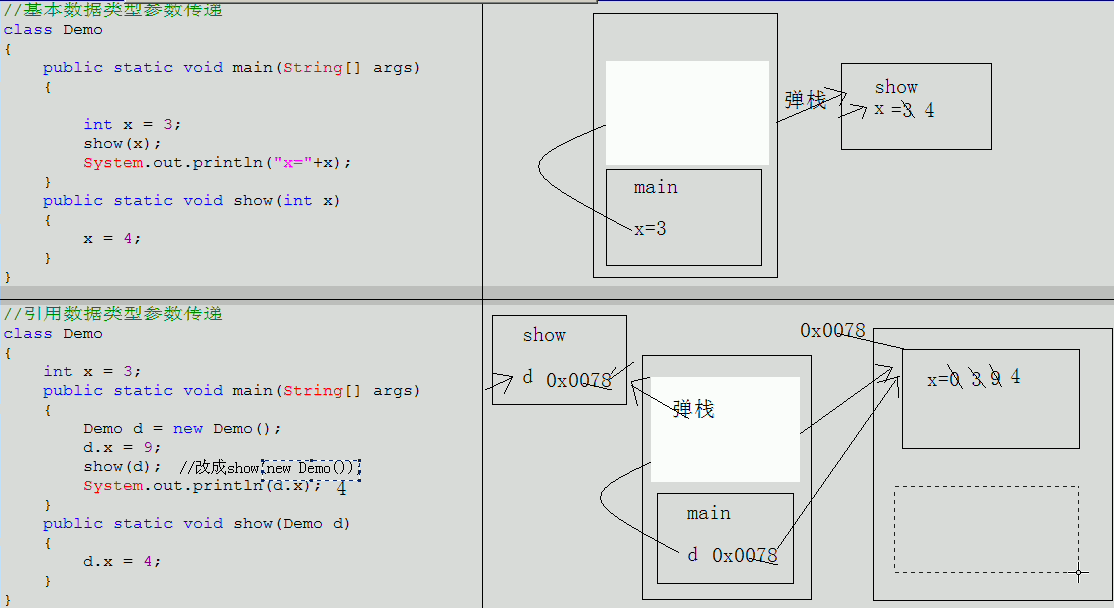 //基本数据类型参数传递
class Demo
{
public static void main(String[] args)
{
int x = 3;
show(x);
System.out.println("x="+x);
}
public static void show(int x)
{
x = 4;
}
}
弹栈
show
x =3 4
main
x=3
//引用数据类型参数传递
class Demo
{
int x = 3;
public static void main(String[] args)
{
Demo d = new Demo();
d.x = 9;
show(d); //改成show(new Demo());
System.out.println(d.x); 4
}
public static void show(Demo d)
{
d.x = 4;
}
}
show
d 0x0078
弹栈
main
d 0x0078
0x0078
x=0 3 9 4